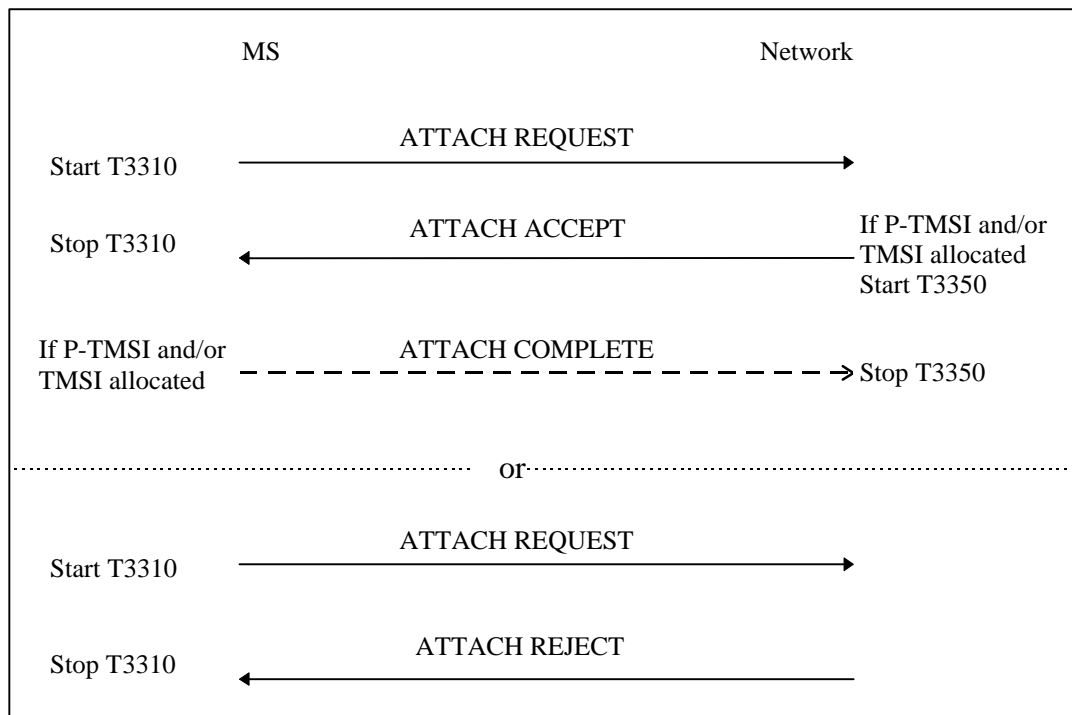 MS Network
ATTACH REQUEST
Start T3310
ATTACH ACCEPT
Stop T3310
If P-TMSI and/or
TMSI allocated
Start T3350
If P-TMSI and/or
TMSI allocated
ATTACH COMPLETE
Stop T3350
or
ATTACH REQUEST
Start T3310
ATTACH REJECT
Stop T3310